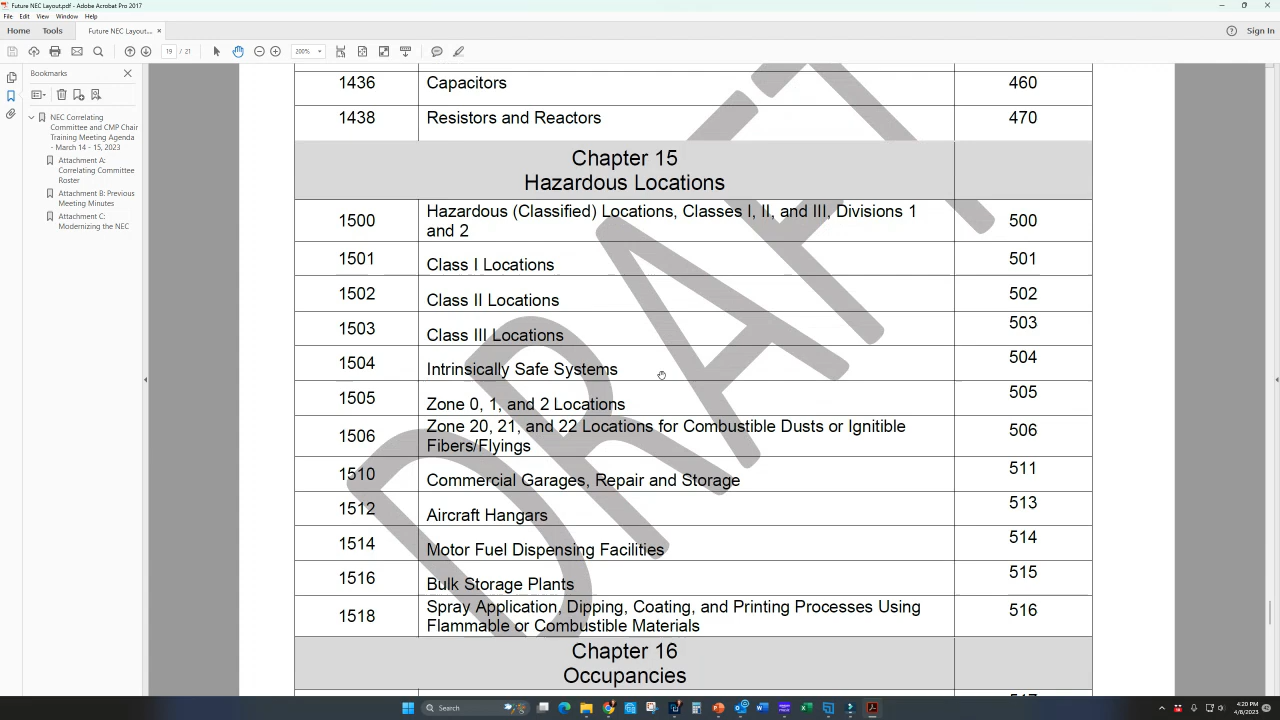 Future NEC Layout.pdf - Adobe Acrobat Pro 2017
File Edit View Window Help
Home Tools Future NEC Layout... × Sign In
19 / 21 200%
Bookmarks
NEC Correlating
Committee and CMP Chair
Training Meeting Agenda
- March 14 - 15, 2023
Attachment A:
Correlating Committee
Roster
Attachment B: Previous
Meeting Minutes
Attachment C:
Modernizing the NEC
1436 Capacitors 460
1438 Resistors and Reactors 470
Chapter 15
Hazardous Locations
1500 Hazardous (Classified) Locations, Classes I, II, and III, Divisions 1
and 2 500
1501 Class I Locations 501
1502 Class II Locations 502
1503 Class III Locations 503
1504 Intrinsically Safe Systems 504
1505 Zone 0, 1, and 2 Locations 505
1506 Zone 20, 21, and 22 Locations for Combustible Dusts or Ignitible
Fibers/Flyings 506
1510 Commercial Garages, Repair and Storage 511
1512 Aircraft Hangars 513
1514 Motor Fuel Dispensing Facilities 514
1516 Bulk Storage Plants 515
1518 Spray Application, Dipping, Coating, and Printing Processes Using
Flammable or Combustible Materials 516
Chapter 16
Occupancies
DRAFT
Search
4:20 PM
4/6/2023